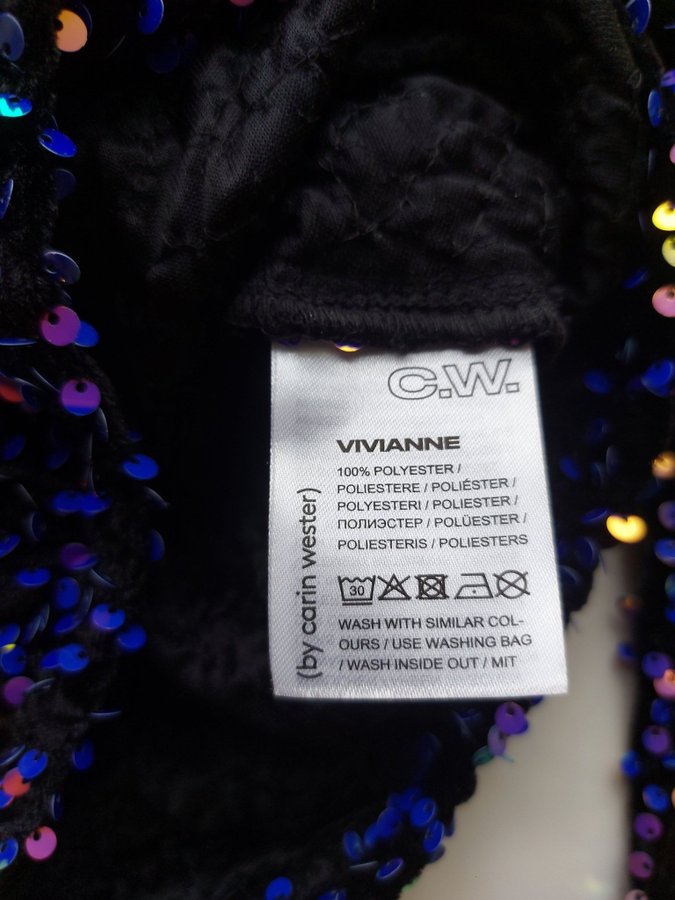 C.W.
VIVIANNE
100% POLYESTER /
POLIESTERE / POLIÉSTER /
POLYESTERI / POLIESTER /
ПОЛИЭСТЕР / POLÜESTER /
POLIESTERIS / POLIESTERS
30
WASH WITH SIMILAR COL-
OURS / USE WASHING BAG
/ WASH INSIDE OUT / MIT
(by carin wester)